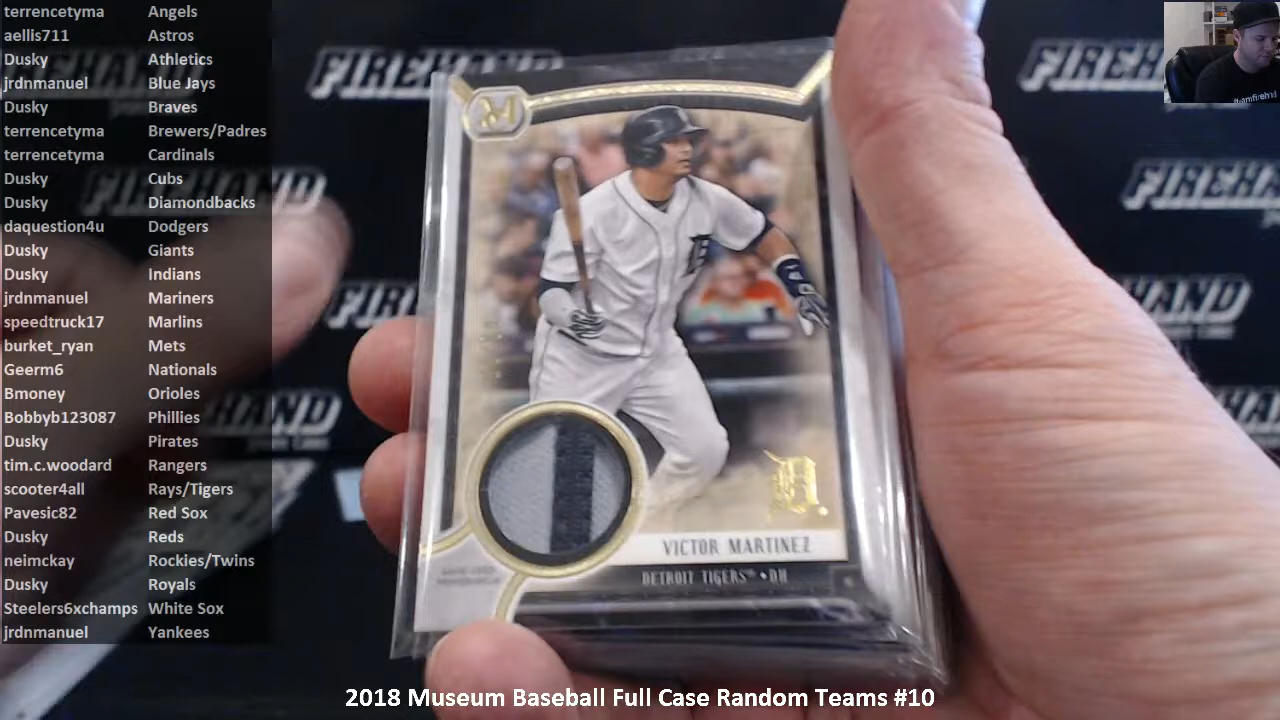 terrencetyma Angels
aellis711 Astros
Dusky Athletics
jrdnmanuel Blue Jays
Dusky Braves
terrencetyma Brewers/Padres
terrencetyma Cardinals
Dusky Cubs
Dusky Diamondbacks
daquestion4u Dodgers
Dusky Giants
Dusky Indians
jrdnmanuel Mariners
speedtruck17 Marlins
burket_ryan Mets
Geerm6 Nationals
Bmoney Orioles
Bobbyb123087 Phillies
Dusky Pirates
tim.c.woodard Rangers
scooter4all Rays/Tigers
Pavesic82 Red Sox
Dusky Reds
neimckay Rockies/Twins
Dusky Royals
Steelers6xchamps White Sox
jrdnmanuel Yankees
FIREHAND
M
D
D
VICTOR MARTINEZ
DETROIT TIGERS™ • DH
2018 Museum Baseball Full Case Random Teams #10